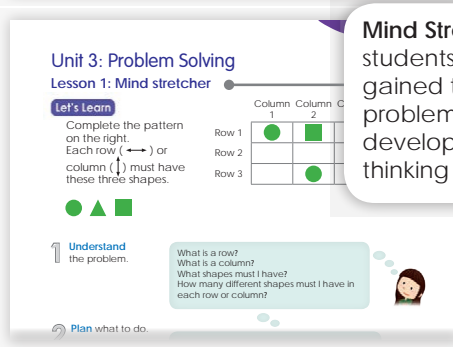 Unit 3: Problem Solving
Lesson 1: Mind stretcher
Let's Learn
Complete the pattern
on the right.
Each row ( ↔ ) or
column ( ↕ ) must have
these three shapes.
Column Column
1 2
Row 1
Row 2
Row 3
Mind
students
gained
problem
develop
thinking
1 Understand
the problem.
What is a row?
What is a column?
What shapes must I have?
How many different shapes must I have in
each row or column?
2 Plan what to do.